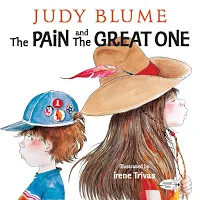 JUDY BLUME
The PAiN and The GREAT ONE
Illustrated by
Irene Trivas